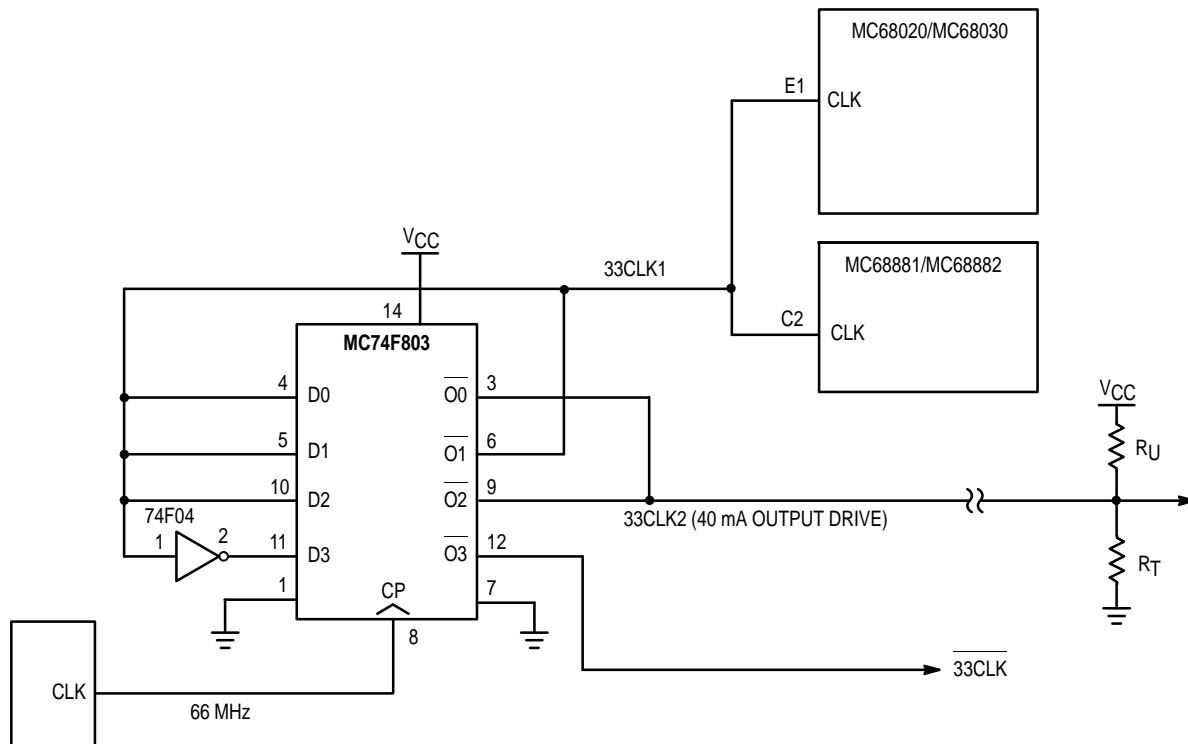 MC68020/MC68030
E1
CLK
VCC
33CLK1
MC68881/MC68882
C2
CLK
14
MC74F803
VCC
4
D0
O0
3
RU
5
D1
O1
6
10
D2
O2
9
74F04
33CLK2 (40 mA OUTPUT DRIVE)
1
2
11
D3
O3
12
RT
1
CP
7
8
33CLK
CLK
66 MHz